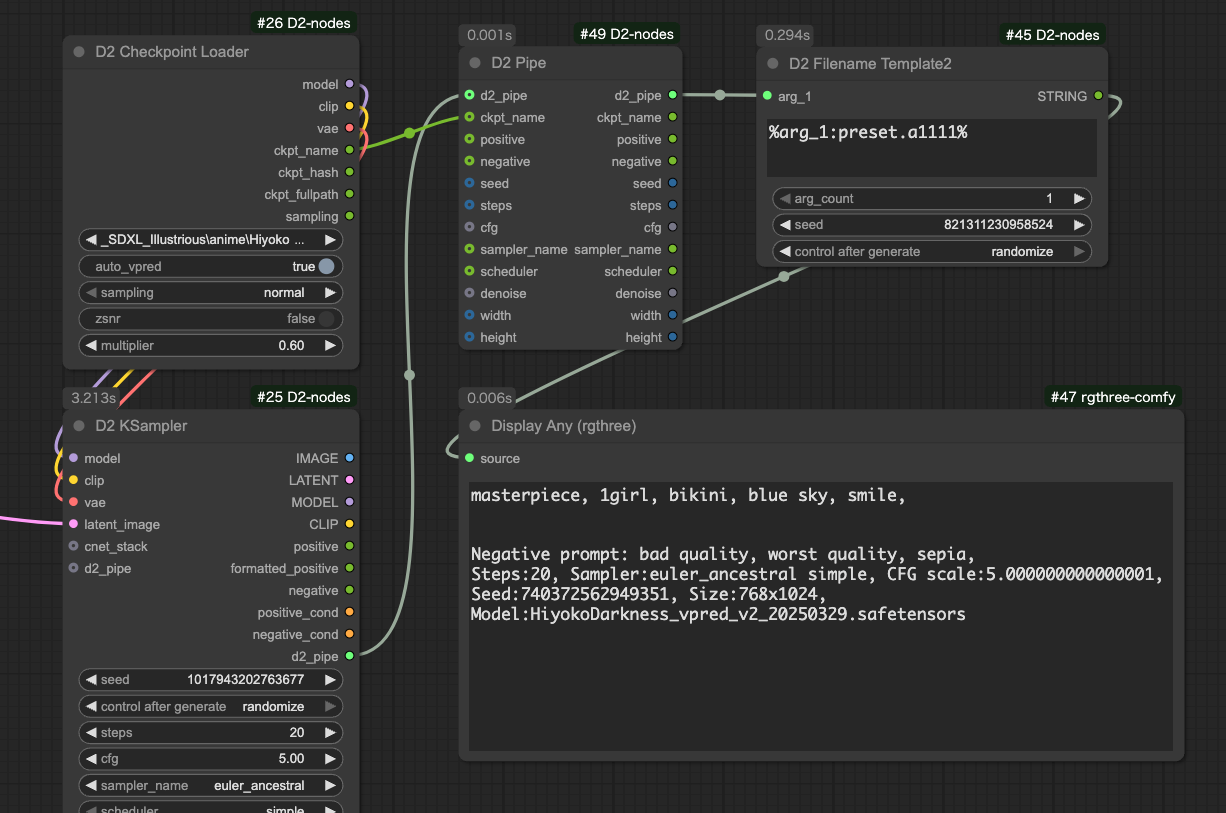 #26 D2-nodes
D2 Checkpoint Loader
model
clip
vae
ckpt_name
ckpt_hash
ckpt_fullpath
sampling
_SDXL_Illustrious\anime\Hiyoko ...
auto_vpred true
sampling normal
zsnr false
multiplier 0.60
3.213s
#25 D2-nodes
D2 KSampler
model IMAGE
clip LATENT
vae MODEL
latent_image CLIP
cnet_stack positive
d2_pipe formatted_positive
negative
positive_cond
negative_cond
d2_pipe
seed 1017943202763677
control after generate randomize
steps 20
cfg 5.00
sampler_name euler_ancestral
scheduler simple
0.001s
#49 D2-nodes
D2 Pipe
d2_pipe d2_pipe
ckpt_name ckpt_name
positive positive
negative negative
seed seed
steps steps
cfg cfg
sampler_name sampler_name
scheduler scheduler
denoise denoise
width width
height height
0.294s
#45 D2-nodes
D2 Filename Template2
arg_1 STRING
%arg_1:preset.a1111%
arg_count 1
seed 821311230958524
control after generate randomize
0.006s
#47 rgthree-comfy
Display Any (rgthree)
source
masterpiece, 1girl, bikini, blue sky, smile,
Negative prompt: bad quality, worst quality, sepia,
Steps:20, Sampler:euler_ancestral simple, CFG scale:5.000000000000001,
Seed:740372562949351, Size:768x1024,
Model:HiyokoDarkness_vpred_v2_20250329.safetensors